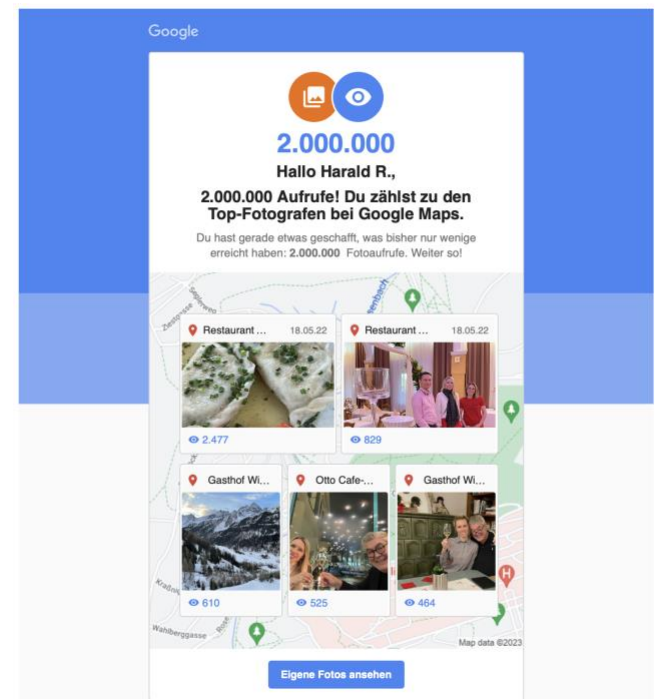 Google
2.000.000
Hallo Harald R.,
2.000.000 Aufrufe! Du zählst zu den
Top-Fotografen bei Google Maps.
Du hast gerade etwas geschafft, was bisher nur wenige
erreicht haben: 2.000.000 Fotoaufrufe. Weiter so!
Restaurant ... 18.05.22
Restaurant ... 18.05.22
2.477
829
Gasthof Wi...
Otto Cafe-...
Gasthof Wi...
610
525
464
Wahlberggasse
H
Map data ©2023
Eigene Fotos ansehen